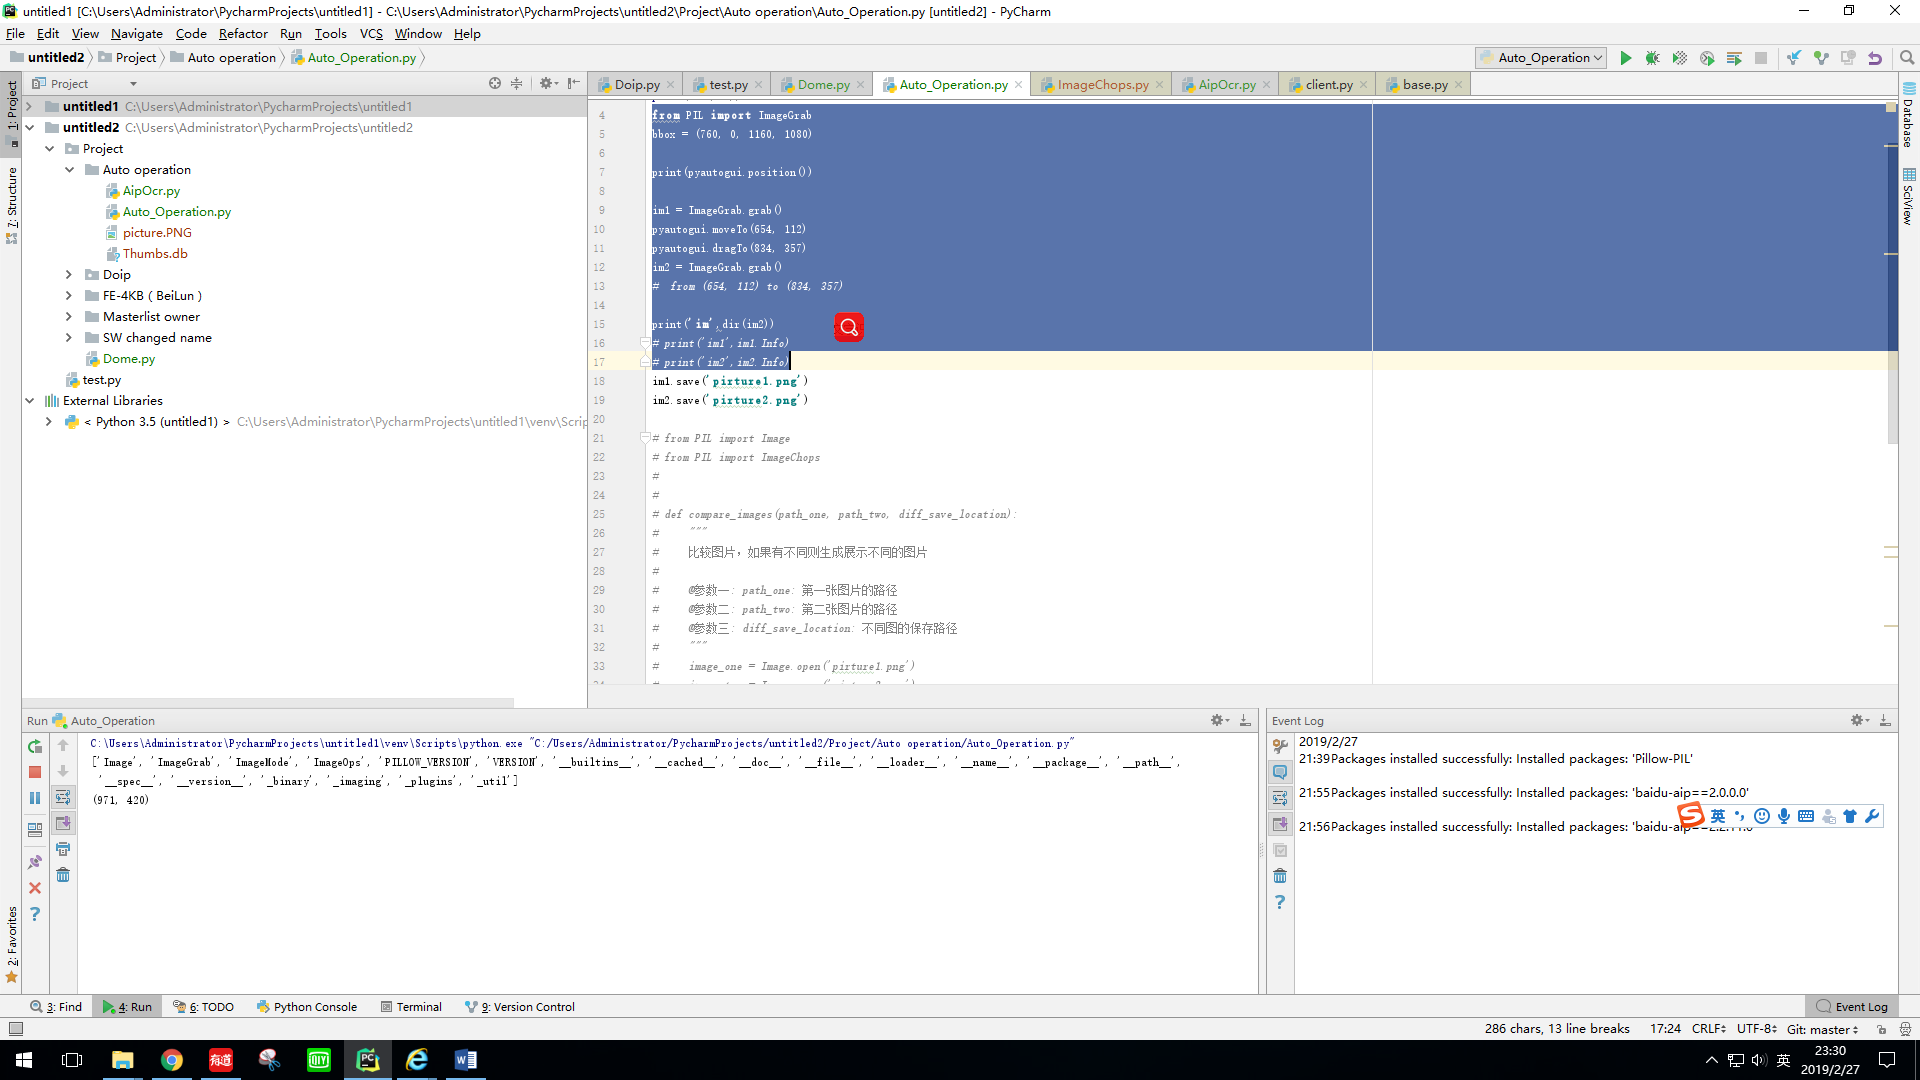 untitled1 [C:\Users\Administrator\PycharmProjects\untitled1] - C:\Users\Administrator\PycharmProjects\untitled2\Project\Auto operation\Auto_Operation.py [untitled2] - PyCharm
File Edit View Navigate Code Refactor Run Tools VCS Window Help
untitled2 Project Auto operation Auto_Operation.py
Auto_Operation
Project
Doip.py test.py Dome.py Auto_Operation.py ImageChops.py AipOcr.py client.py base.py
1: Project
7: Structure
2: Favorites
Database
SciView
untitled1 C:\Users\Administrator\PycharmProjects\untitled1
untitled2 C:\Users\Administrator\PycharmProjects\untitled2
Project
Auto operation
AipOcr.py
Auto_Operation.py
picture.PNG
Thumbs.db
Doip
FE-4KB ( BeiLun )
Masterlist owner
SW changed name
Dome.py
test.py
External Libraries
< Python 3.5 (untitled1) > C:\Users\Administrator\PycharmProjects\untitled1\venv\Scrip
4 from PIL import ImageGrab
5 bbox = (760, 0, 1160, 1080)
6
7 print(pyautogui.position())
8
9 im1 = ImageGrab.grab()
10 pyautogui.moveTo(654, 112)
11 pyautogui.dragTo(834, 357)
12 im2 = ImageGrab.grab()
13 # from (654, 112) to (834, 357)
14
15 print('im',dir(im2))
16 # print('im1',im1.Info)
17 # print('im2',im2.Info)
18 im1.save('pirture1.png')
19 im2.save('pirture2.png')
20
21 # from PIL import Image
22 # from PIL import ImageChops
23 #
24 #
25 # def compare_images(path_one, path_two, diff_save_location):
26 # """
27 # 比较图片，如果有不同则生成展示不同的图片
28 #
29 # @参数一: path_one: 第一张图片的路径
30 # @参数二: path_two: 第二张图片的路径
31 # @参数三: diff_save_location: 不同图的保存路径
32 # """
33 # image_one = Image.open('pirture1.png')
Run Auto_Operation
C:\Users\Administrator\PycharmProjects\untitled1\venv\Scripts\python.exe "C:/Users/Administrator/PycharmProjects/untitled2/Project/Auto operation/Auto_Operation.py"
['Image', 'ImageGrab', 'ImageMode', 'ImageOps', 'PILLOW_VERSION', 'VERSION', '__builtins__', '__cached__', '__doc__', '__file__', '__loader__', '__name__', '__package__', '__path__',
'__spec__', '__version__', '_binary', '_imaging', '_plugins', '_util']
(971, 420)
Event Log
2019/2/27
21:39 Packages installed successfully: Installed packages: 'Pillow-PIL'
21:55 Packages installed successfully: Installed packages: 'baidu-aip==2.0.0.0'
21:56 Packages installed successfully: Installed packages:
英
3: Find 4: Run 6: TODO Python Console Terminal 9: Version Control Event Log
286 chars, 13 line breaks 17:24 CRLF UTF-8 Git: master
有道
DIY
PC
英
23:30
2019/2/27